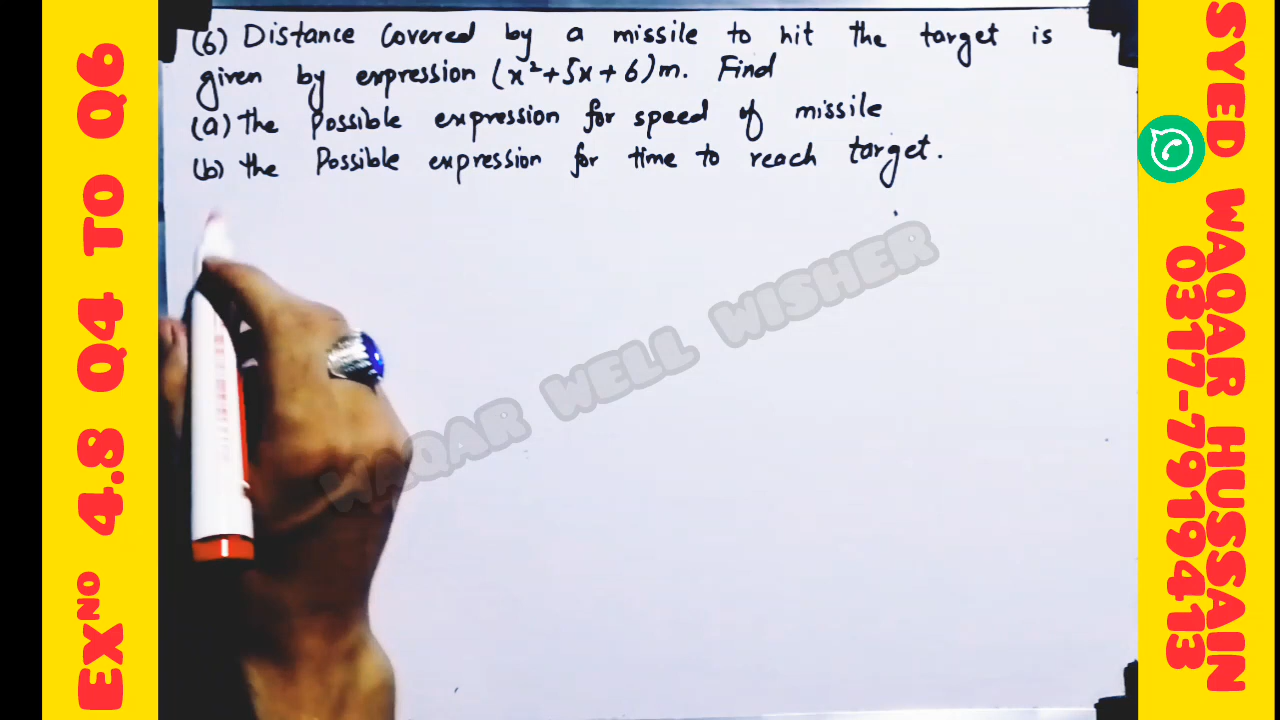 (6) Distance Covered by a missile to hit the target is
given by expression (x²+5x+6)m. Find
(a) the possible expression for speed of missile
(b) the Possible expression for time to reach target.
WAQAR WELL WISHER
EXᴺᴼ 4.8 Q4 TO Q6
SYED WAQAR HUSSAIN
0317-7919413